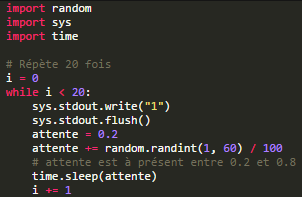 import random
import sys
import time

# Répète 20 fois
i = 0
while i < 20:
    sys.stdout.write("1")
    sys.stdout.flush()
    attente = 0.2
    attente += random.randint(1, 60) / 100
    # attente est à présent entre 0.2 et 0.8
    time.sleep(attente)
    i += 1